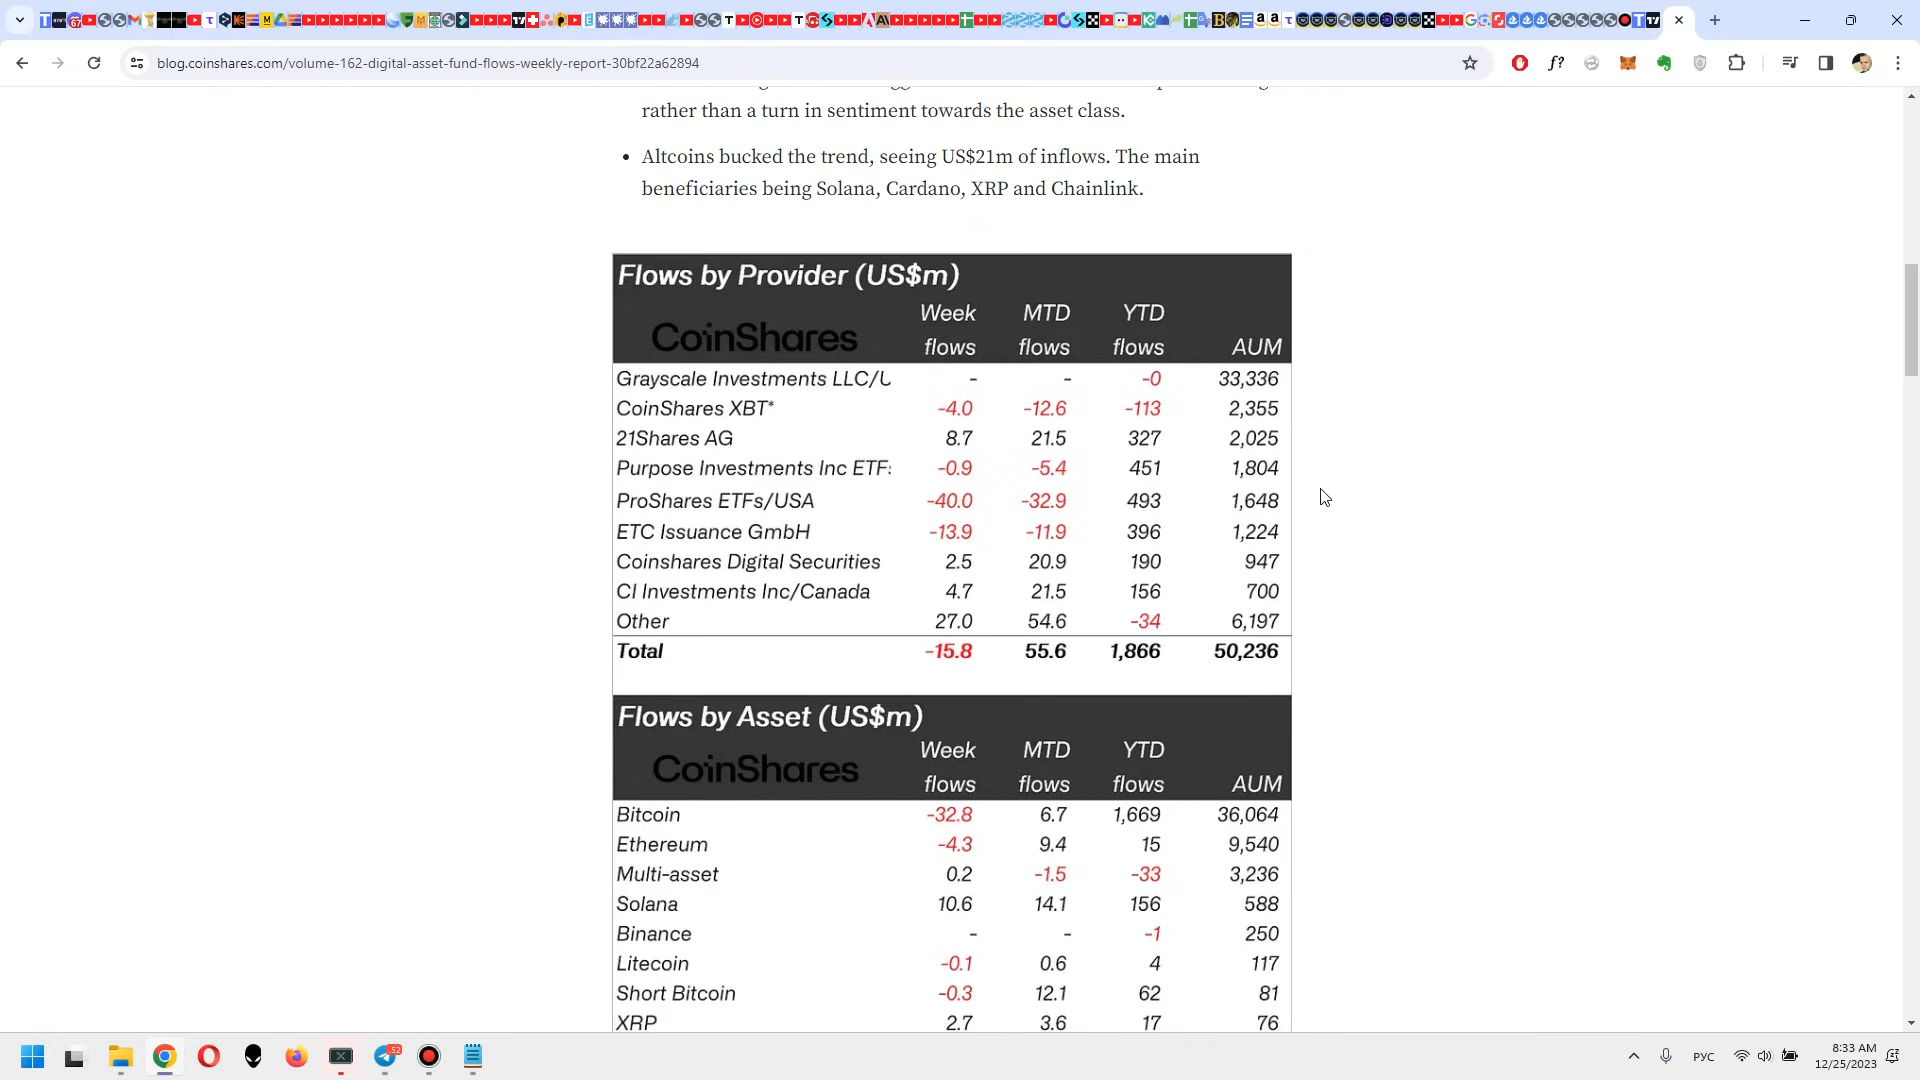 blog.coinshares.com/volume-162-digital-asset-fund-flows-weekly-report-30bf22a62894
rather than a turn in sentiment towards the asset class.
• Altcoins bucked the trend, seeing US$21m of inflows. The main
beneficiaries being Solana, Cardano, XRP and Chainlink.
Flows by Provider (US$m)
CoinShares
Week flows MTD flows YTD flows AUM
Grayscale Investments LLC/U - - -0 33,336
CoinShares XBT* -4.0 -12.6 -113 2,355
21Shares AG 8.7 21.5 327 2,025
Purpose Investments Inc ETF -0.9 -5.4 451 1,804
ProShares ETFs/USA -40.0 -32.9 493 1,648
ETC Issuance GmbH -13.9 -11.9 396 1,224
Coinshares Digital Securities 2.5 20.9 190 947
CI Investments Inc/Canada 4.7 21.5 156 700
Other 27.0 54.6 -34 6,197
Total -15.8 55.6 1,866 50,236
Flows by Asset (US$m)
CoinShares
Week flows MTD flows YTD flows AUM
Bitcoin -32.8 6.7 1,669 36,064
Ethereum -4.3 9.4 15 9,540
Multi-asset 0.2 -1.5 -33 3,236
Solana 10.6 14.1 156 588
Binance - - -1 250
Litecoin -0.1 0.6 4 117
Short Bitcoin -0.3 12.1 62 81
XRP 2.7 3.6 17 76
52
РУС
8:33 AM
12/25/2023